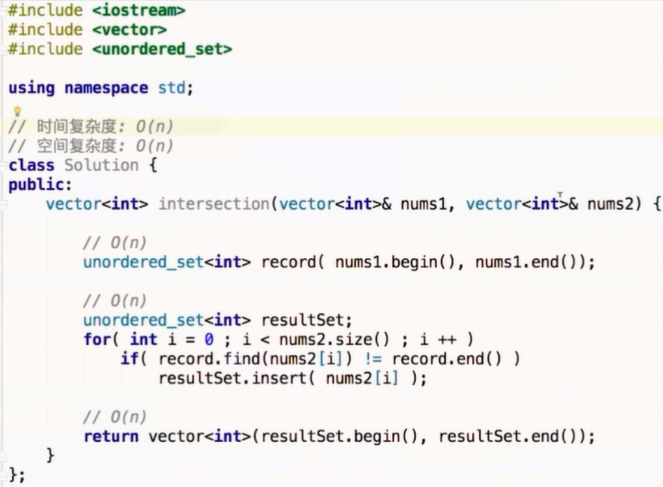 #include <iostream>
#include <vector>
#include <unordered_set>
using namespace std;
// 时间复杂度: O(n)
// 空间复杂度: O(n)
class Solution {
public:
    vector<int> intersection(vector<int>& nums1, vector<int>& nums2) {
        // O(n)
        unordered_set<int> record( nums1.begin(), nums1.end());
        // O(n)
        unordered_set<int> resultSet;
        for( int i = 0 ; i < nums2.size() ; i ++ )
            if( record.find(nums2[i]) != record.end() )
                resultSet.insert( nums2[i] );
        // O(n)
        return vector<int>(resultSet.begin(), resultSet.end());
    }
};